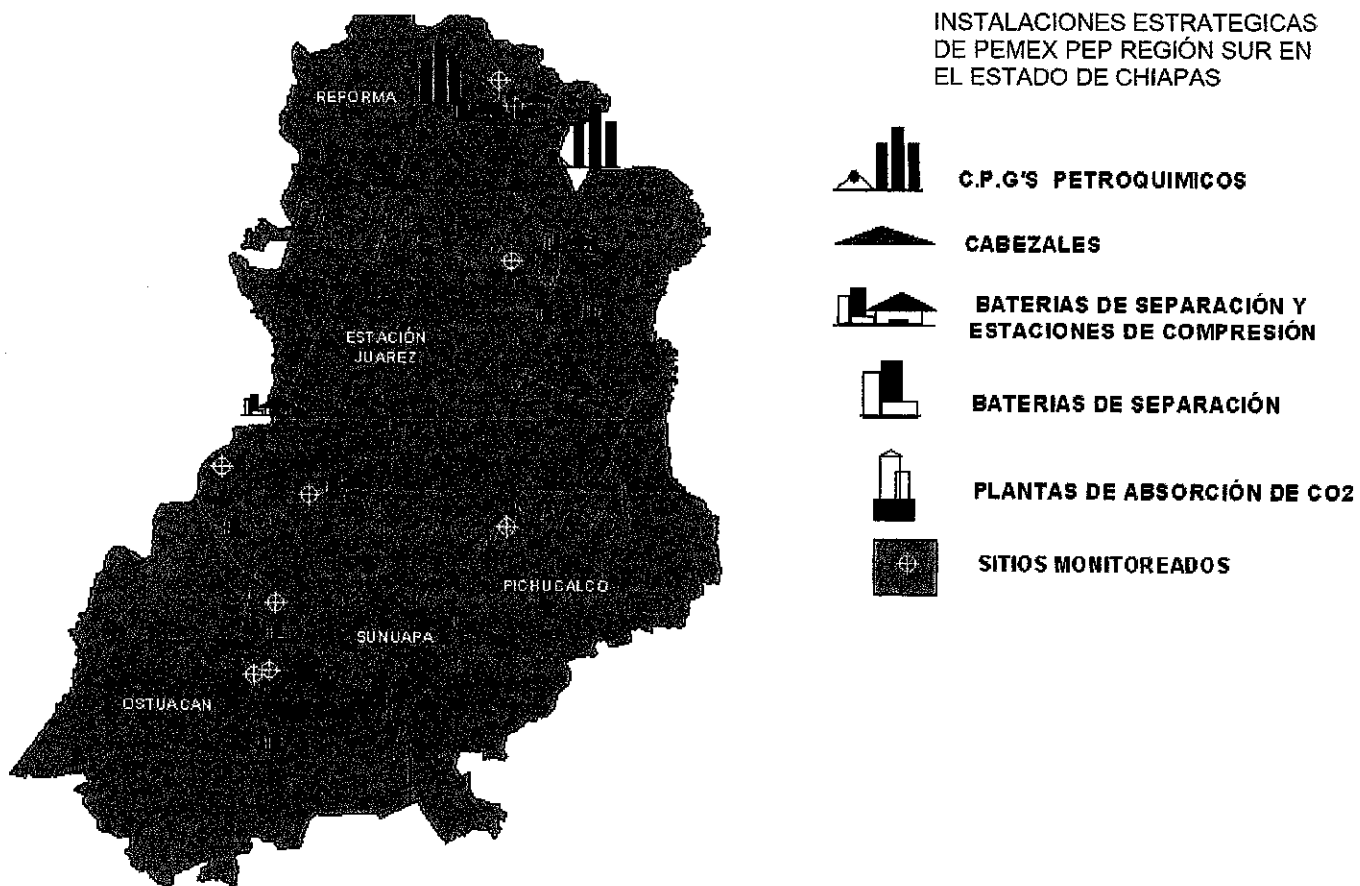 INSTALACIONES ESTRATEGICAS
DE PEMEX PEP REGIÓN SUR EN
EL ESTADO DE CHIAPAS
REFORMA
C.P.G'S PETROQUIMICOS
CABEZALES
BATERIAS DE SEPARACIÓN Y
ESTACIONES DE COMPRESIÓN
ESTACIÓN
JUAREZ
BATERIAS DE SEPARACIÓN
PLANTAS DE ABSORCIÓN DE CO2
SITIOS MONITOREADOS
PICHUCALCO
SUNUAPA
OSTUACAN